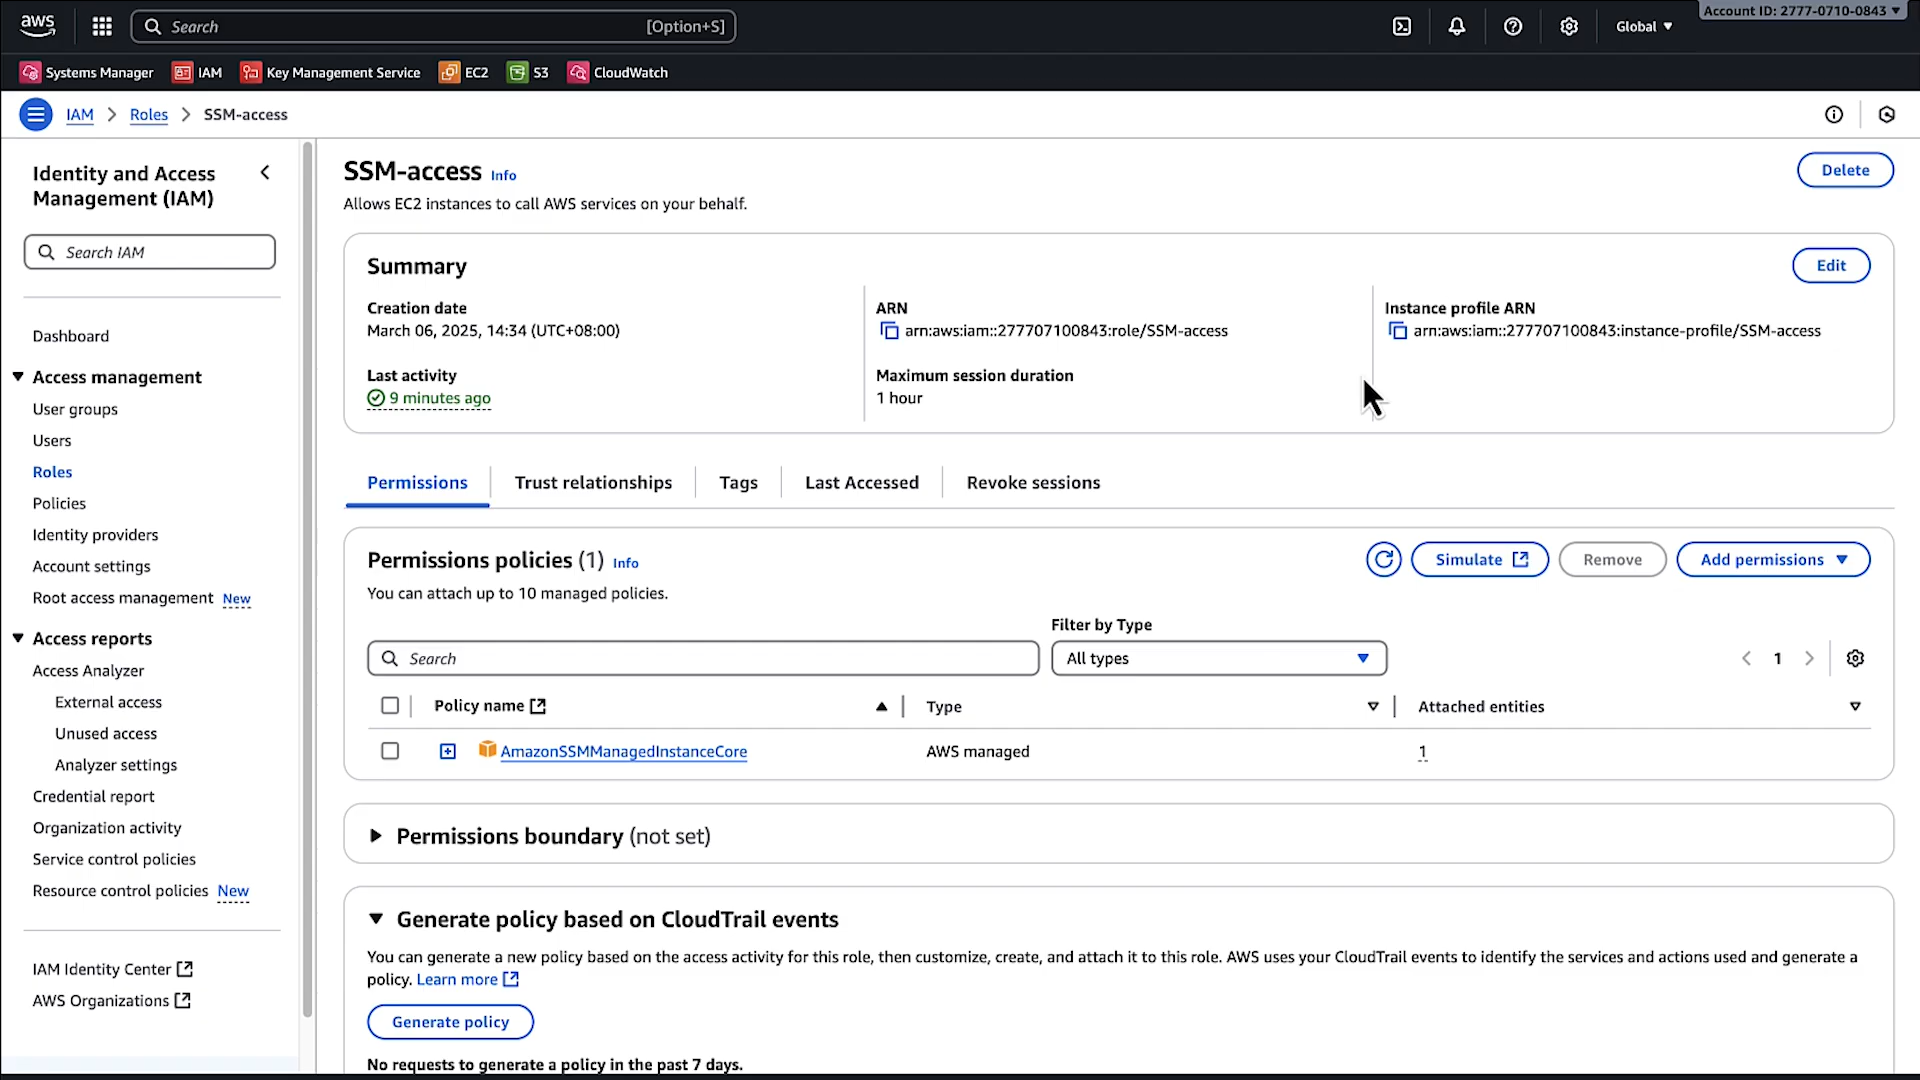 aws
Search [Option+S]
Global
Account ID: 2777-0710-0843
Systems Manager IAM Key Management Service EC2 S3 CloudWatch
IAM > Roles > SSM-access
Identity and Access
Management (IAM)
Search IAM
Dashboard
Access management
User groups
Users
Roles
Policies
Identity providers
Account settings
Root access management New
Access reports
Access Analyzer
External access
Unused access
Analyzer settings
Credential report
Organization activity
Service control policies
Resource control policies New
IAM Identity Center
AWS Organizations
SSM-access Info
Delete
Allows EC2 instances to call AWS services on your behalf.
Summary
Edit
Creation date
March 06, 2025, 14:34 (UTC+08:00)
Last activity
9 minutes ago
ARN
arn:aws:iam::277707100843:role/SSM-access
Maximum session duration
1 hour
Instance profile ARN
arn:aws:iam::277707100843:instance-profile/SSM-access
Permissions Trust relationships Tags Last Accessed Revoke sessions
Permissions policies (1) Info
Simulate Remove Add permissions
You can attach up to 10 managed policies.
Filter by Type
Search
All types
1
Policy name Type Attached entities
AmazonSSMManagedInstanceCore AWS managed 1
Permissions boundary (not set)
Generate policy based on CloudTrail events
You can generate a new policy based on the access activity for this role, then customize, create, and attach it to this role. AWS uses your CloudTrail events to identify the services and actions used and generate a
policy. Learn more
Generate policy
No requests to generate a policy in the past 7 days.